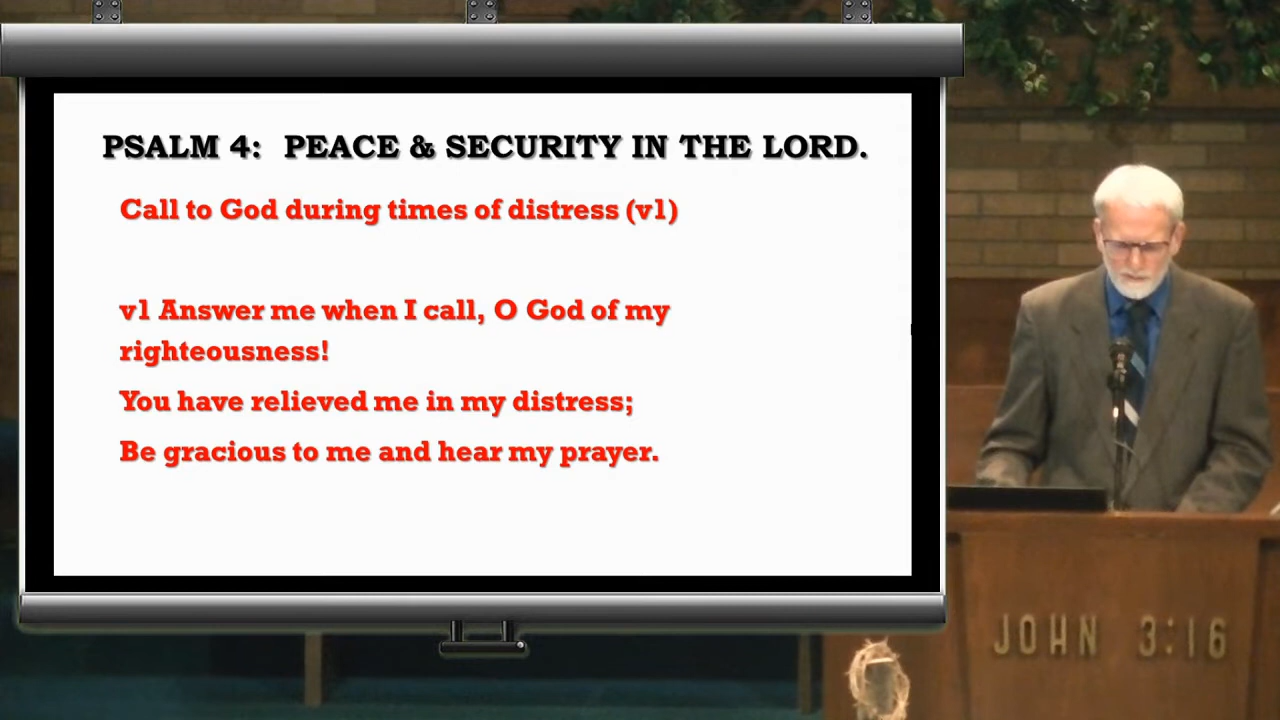 PSALM 4: PEACE & SECURITY IN THE LORD.
Call to God during times of distress (v1)
v1 Answer me when I call, O God of my
righteousness!
You have relieved me in my distress;
Be gracious to me and hear my prayer.
JOHN 3:16